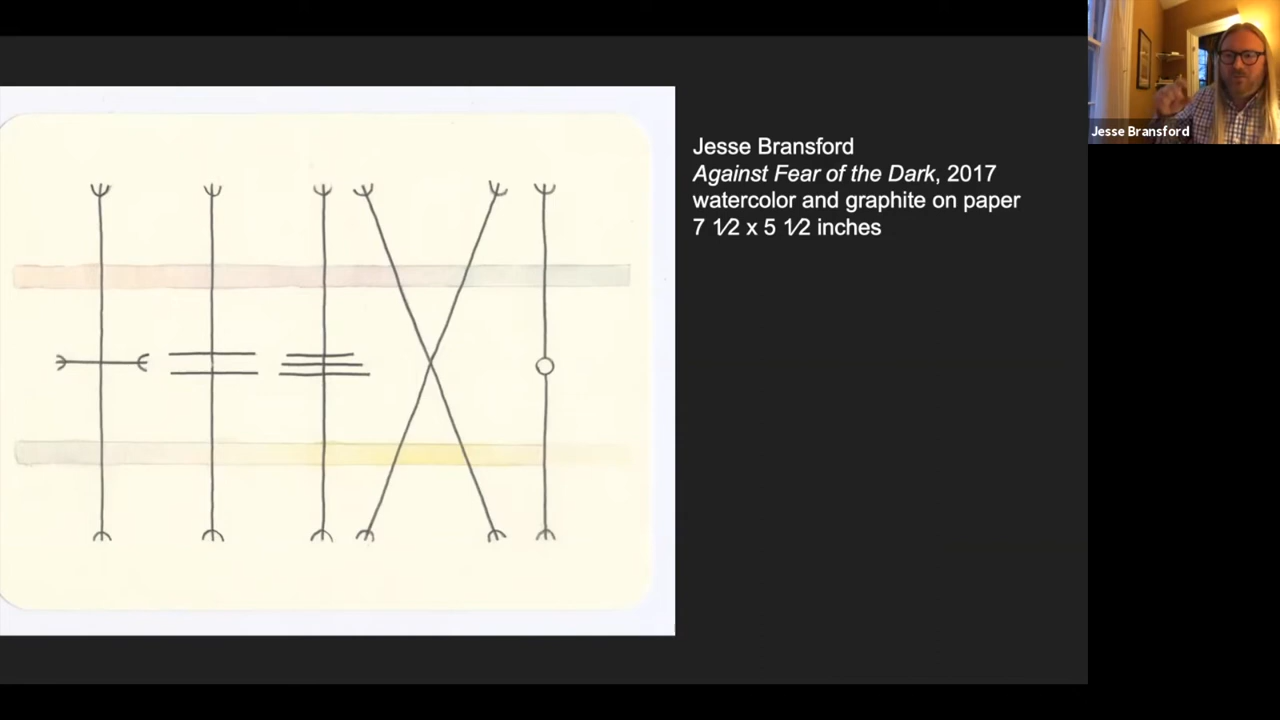 Jesse Bransford
Against Fear of the Dark, 2017
watercolor and graphite on paper
7 1⁄2 x 5 1⁄2 inches
Jesse Bransford